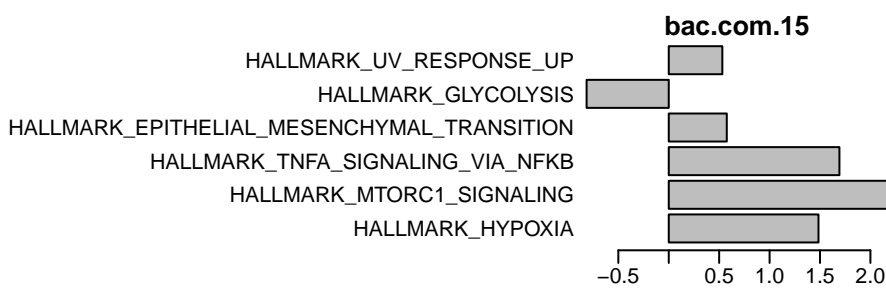 bac.com.15
HALLMARK_UV_RESPONSE_UP
HALLMARK_GLYCOLYSIS
HALLMARK_EPITHELIAL_MESENCHYMAL_TRANSITION
HALLMARK_TNFA_SIGNALING_VIA_NFKB
HALLMARK_MTORC1_SIGNALING
HALLMARK_HYPOXIA
−0.5 0.5 1.0 1.5 2.0